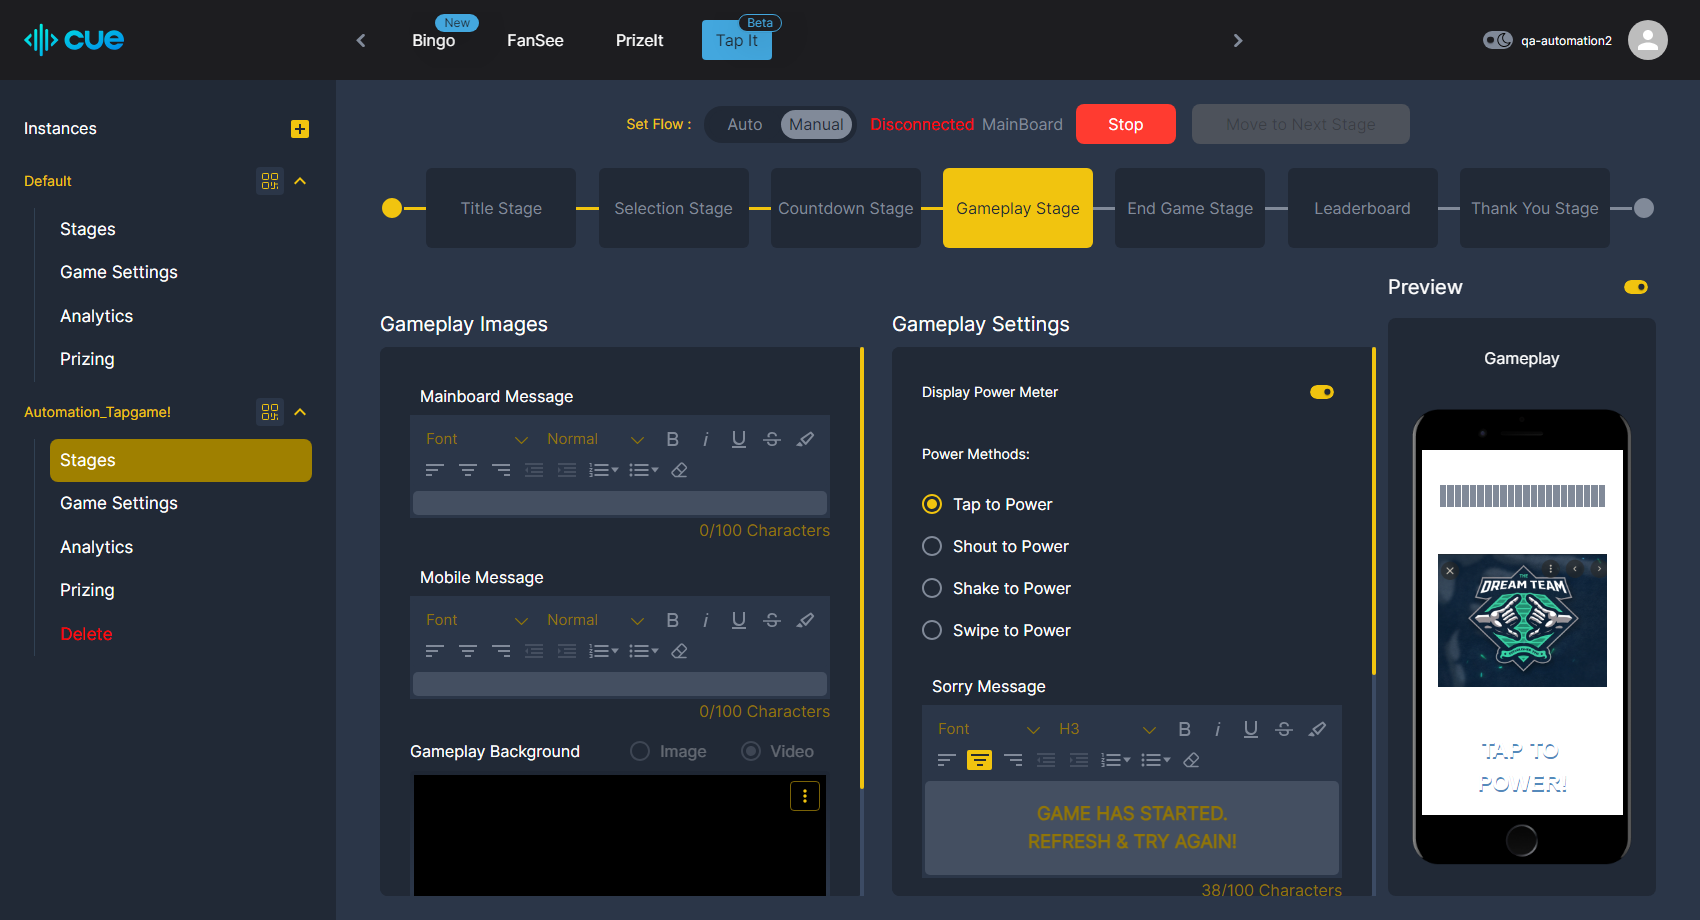 cue
New
Bingo
FanSee
PrizeIt
Beta
Tap It
qa-automation2
Instances
Default
Stages
Game Settings
Analytics
Prizing
Automation_Tapgame!
Stages
Game Settings
Analytics
Prizing
Delete
Set Flow :
Auto
Manual
Disconnected MainBoard
Stop
Move to Next Stage
Title Stage
Selection Stage
Countdown Stage
Gameplay Stage
End Game Stage
Leaderboard
Thank You Stage
Gameplay Images
Mainboard Message
Font
Normal
B i U S
0/100 Characters
Mobile Message
Font
Normal
B i U S
0/100 Characters
Gameplay Background
Image
Video
Gameplay Settings
Display Power Meter
Power Methods:
Tap to Power
Shout to Power
Shake to Power
Swipe to Power
Sorry Message
Font
H3
B i U S
GAME HAS STARTED.
REFRESH & TRY AGAIN!
38/100 Characters
Preview
Gameplay
THE
DREAM TEAM
TAP TO
POWER!